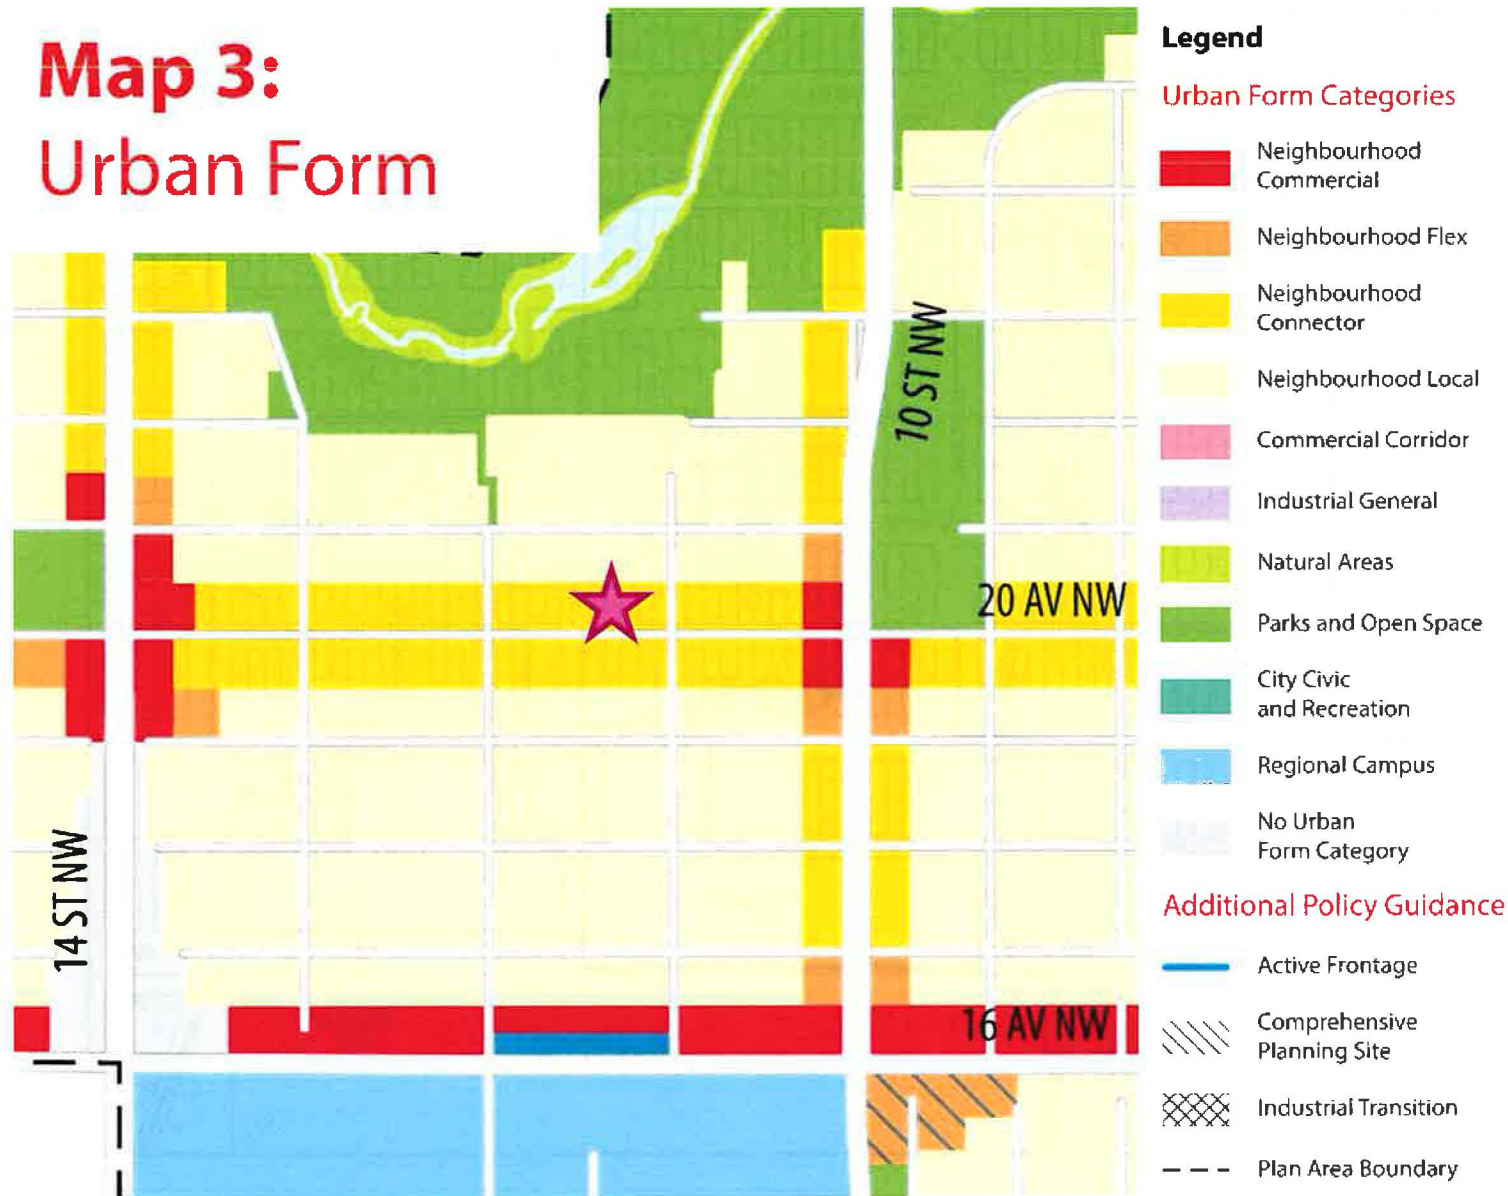 Map 3:
Urban Form
10 ST NW
20 AV NW
14 ST NW
16 AV NW
Legend
Urban Form Categories
Neighbourhood
Commercial
Neighbourhood Flex
Neighbourhood
Connector
Neighbourhood Local
Commercial Corridor
Industrial General
Natural Areas
Parks and Open Space
City Civic
and Recreation
Regional Campus
No Urban
Form Category
Additional Policy Guidance
Active Frontage
Comprehensive
Planning Site
Industrial Transition
Plan Area Boundary